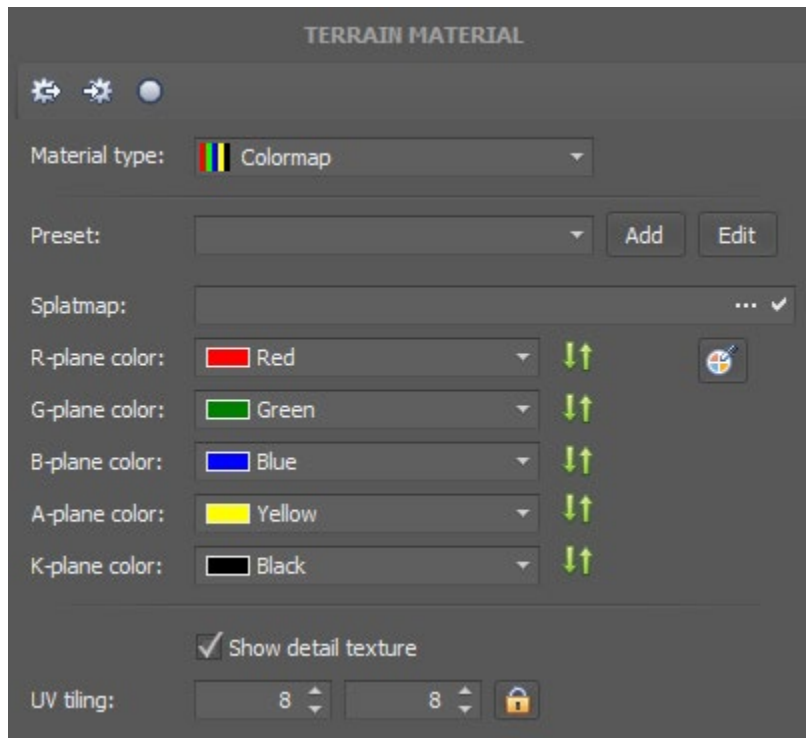 TERRAIN MATERIAL
Material type: Colormap
Preset: Add Edit
Splatmap: ...
R-plane color: Red
G-plane color: Green
B-plane color: Blue
A-plane color: Yellow
K-plane color: Black
Show detail texture
UV tiling: 8 8